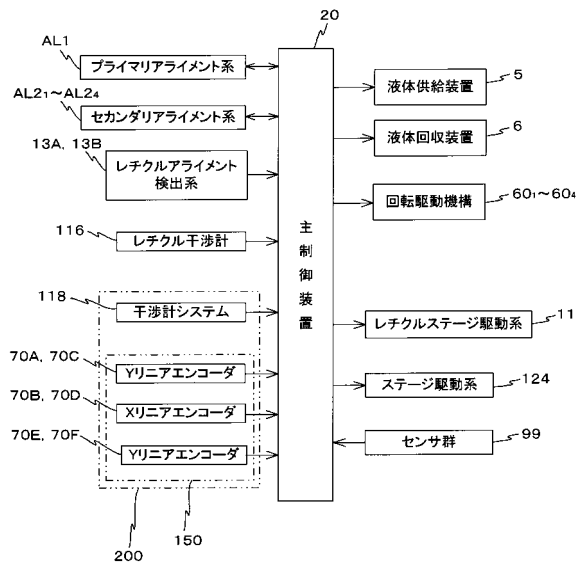 20
AL1
プライマリアライメント系
AL2₁~AL2₄
セカンダリアライメント系
13A, 13B
レチクルアライメント
検出系
116
レチクル干渉計
118
干渉計システム
70A, 70C
Yリニアエンコーダ
70B, 70D
Xリニアエンコーダ
70E, 70F
Yリニアエンコーダ
200
150
主制御装置
液体供給装置
5
液体回収装置
6
回転駆動機構
60₁~60₄
レチクルステージ駆動系
11
ステージ駆動系
124
センサ群
99